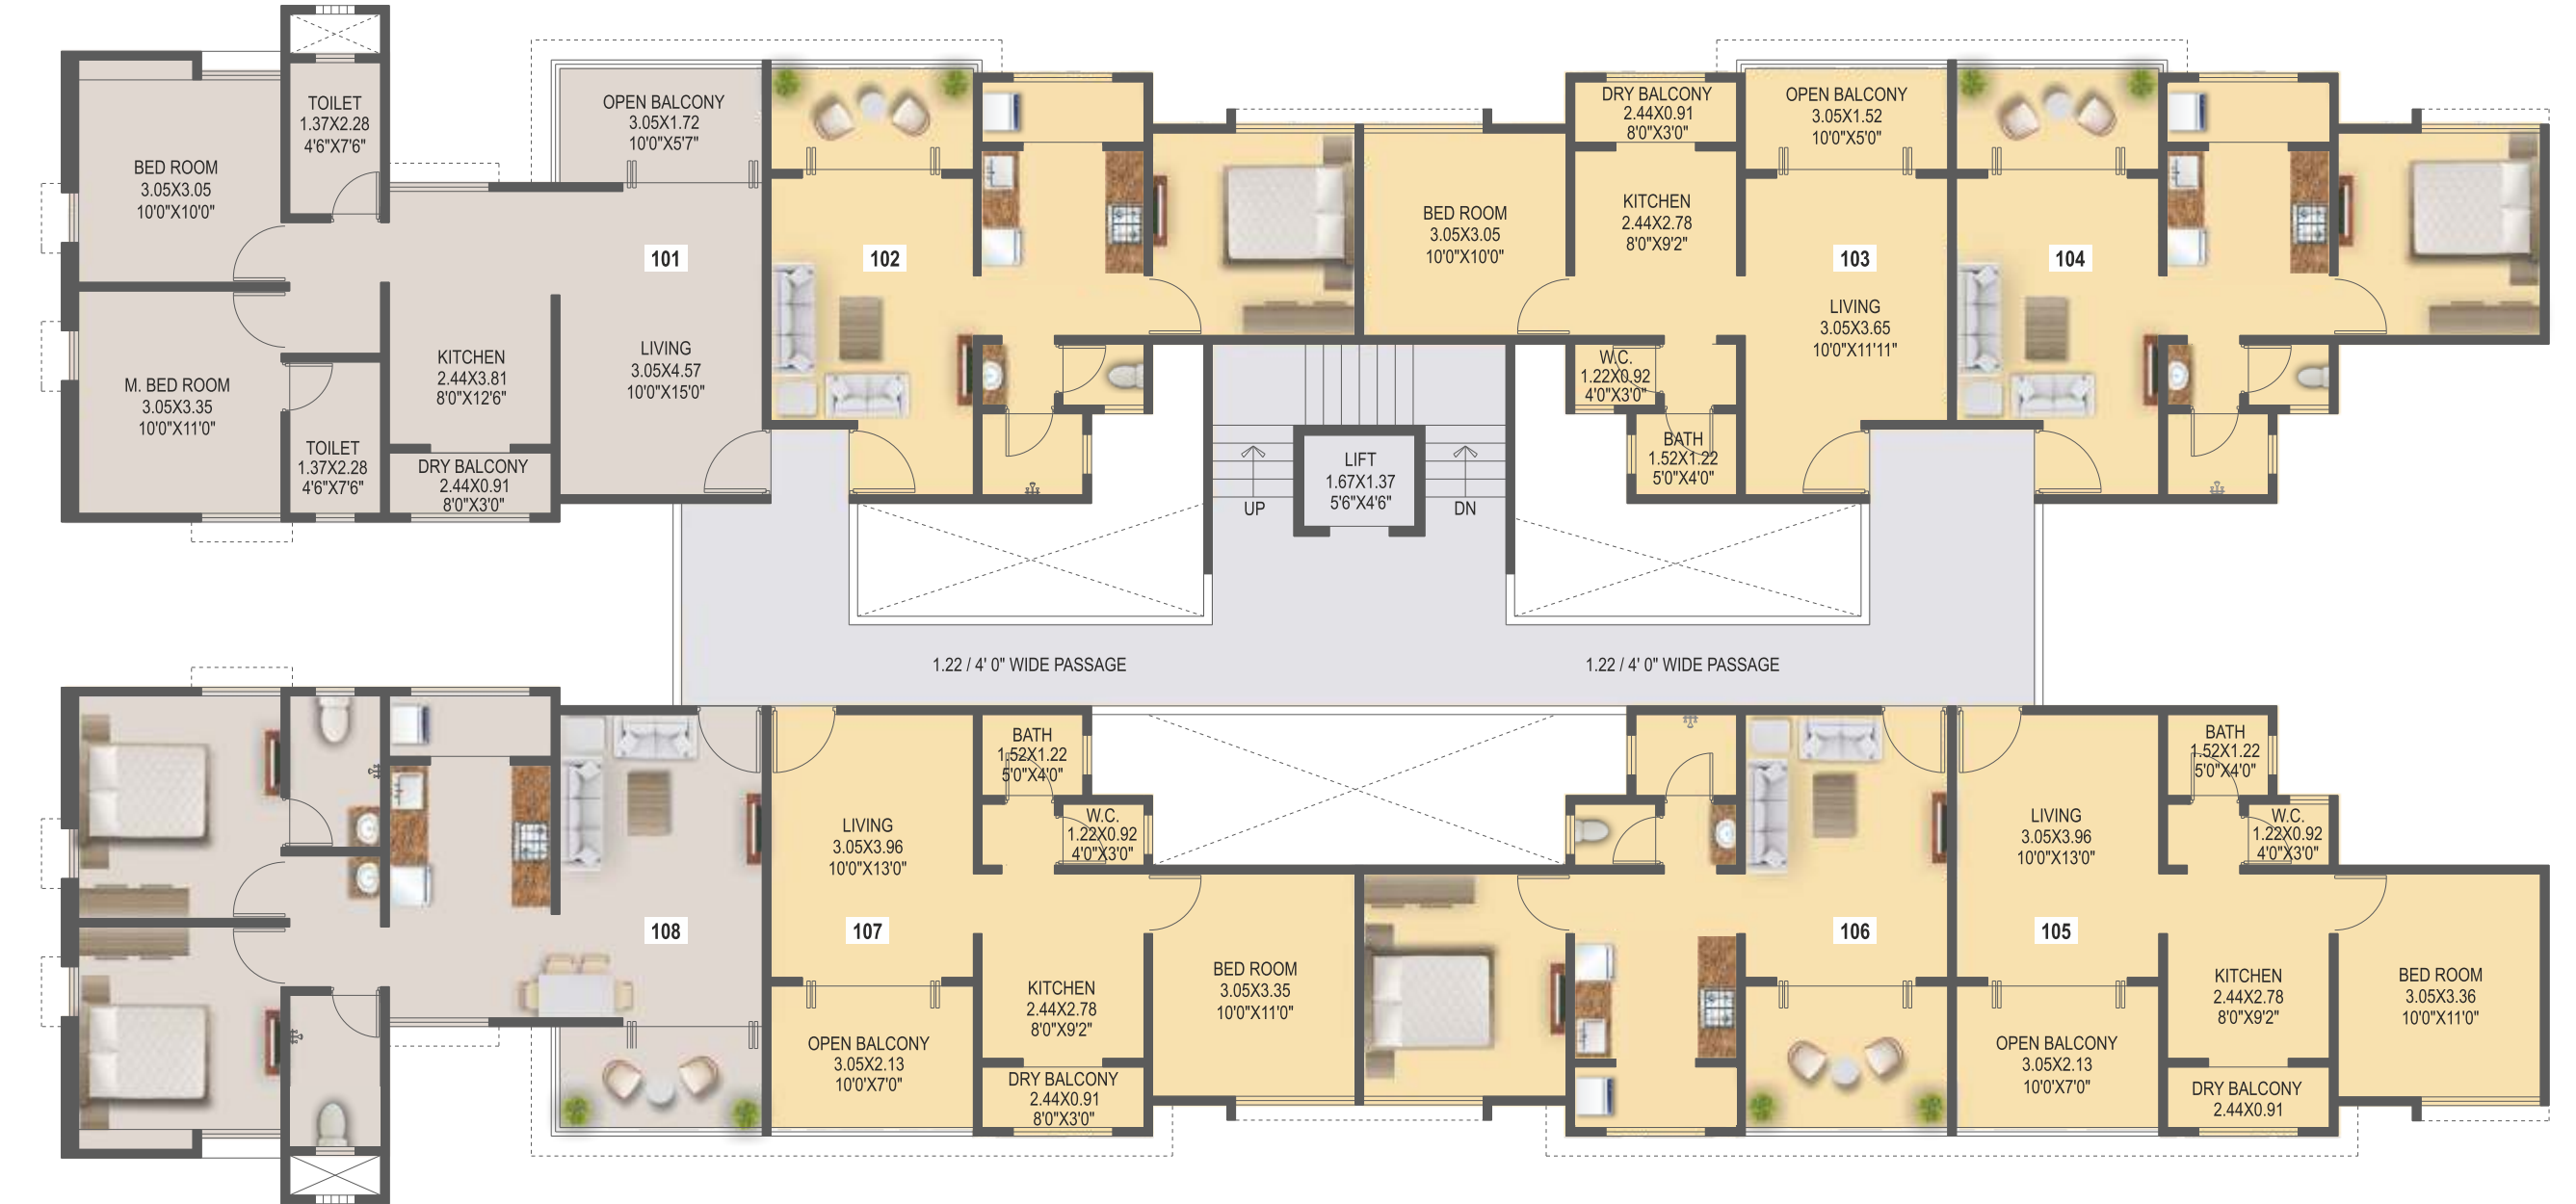 BED ROOM
3.05X3.05
10'0"X10'0"
TOILET
1.37X2.28
4'6"X7'6"
OPEN BALCONY
3.05X1.72
10'0"X5'7"
101
LIVING
3.05X4.57
10'0"X15'0"
KITCHEN
2.44X3.81
8'0"X12'6"
M. BED ROOM
3.05X3.35
10'0"X11'0"
TOILET
1.37X2.28
4'6"X7'6"
DRY BALCONY
2.44X0.91
8'0"X3'0"
102
BED ROOM
3.05X3.05
10'0"X10'0"
DRY BALCONY
2.44X0.91
8'0"X3'0"
KITCHEN
2.44X2.78
8'0"X9'2"
OPEN BALCONY
3.05X1.52
10'0"X5'0"
103
LIVING
3.05X3.65
10'0"X11'11"
W.C.
1.22X0.92
4'0"X3'0"
BATH
1.52X1.22
5'0"X4'0"
104
UP
LIFT
1.67X1.37
5'6"X4'6"
DN
1.22 / 4' 0" WIDE PASSAGE
1.22 / 4' 0" WIDE PASSAGE
108
LIVING
3.05X3.96
10'0"X13'0"
107
BATH
1.52X1.22
5'0"X4'0"
W.C.
1.22X0.92
4'0"X3'0"
KITCHEN
2.44X2.78
8'0"X9'2"
OPEN BALCONY
3.05X2.13
10'0'X7'0"
DRY BALCONY
2.44X0.91
8'0"X3'0"
BED ROOM
3.05X3.35
10'0"X11'0"
106
LIVING
3.05X3.96
10'0"X13'0"
105
BATH
1.52X1.22
5'0"X4'0"
W.C.
1.22X0.92
4'0"X3'0"
KITCHEN
2.44X2.78
8'0"X9'2"
OPEN BALCONY
3.05X2.13
10'0'X7'0"
DRY BALCONY
2.44X0.91
BED ROOM
3.05X3.36
10'0"X11'0"